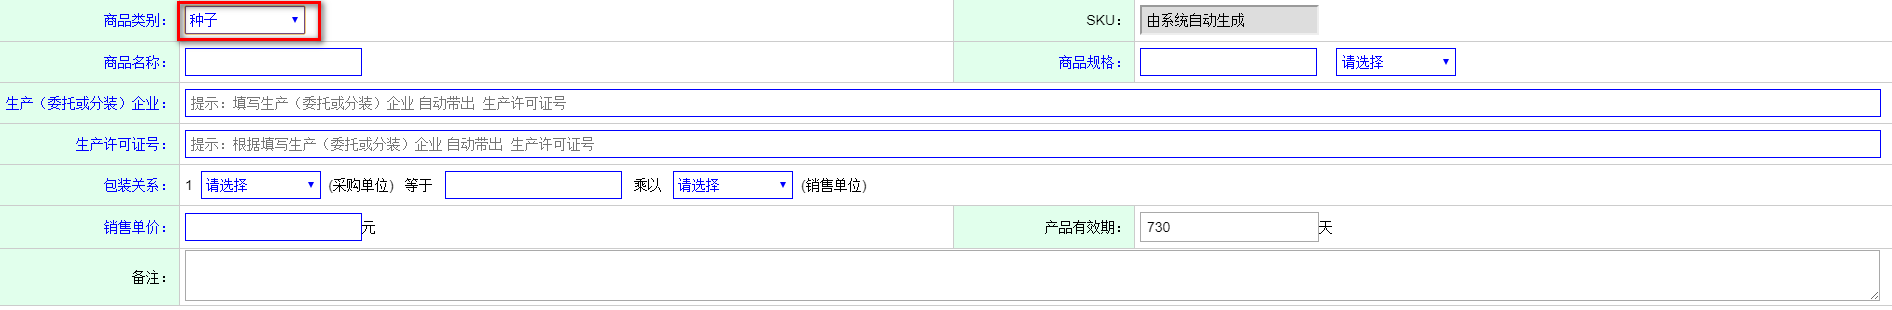 商品类别： 种子 SKU： 由系统自动生成
商品名称： 商品规格： 请选择
生产（委托或分装）企业： 提示：填写生产（委托或分装）企业 自动带出 生产许可证号
生产许可证号： 提示：根据填写生产（委托或分装）企业 自动带出 生产许可证号
包装关系： 1 请选择 (采购单位) 等于 乘以 请选择 (销售单位)
销售单价： 元 产品有效期： 730 天
备注：